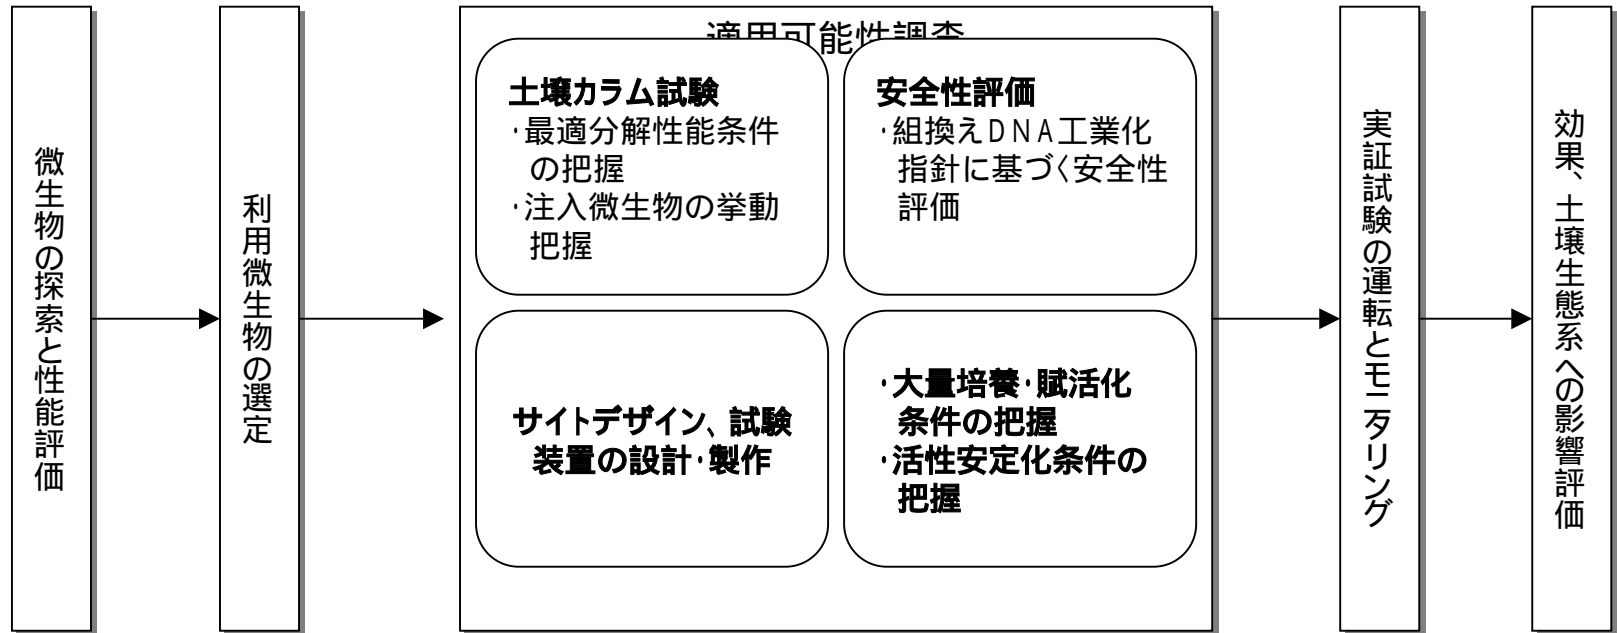 微生物の探索と性能評価
利用微生物の選定
適用可能性調査
土壌カラム試験
・最適分解性能条件
の把握
・注入微生物の挙動
把握
安全性評価
・組換えDNA工業化
指針に基づく安全性
評価
サイトデザイン、試験
装置の設計・製作
・大量培養・賦活化
条件の把握
・活性安定化条件の
把握
実証試験の運転とモニタリング
効果、土壌生態系への影響評価